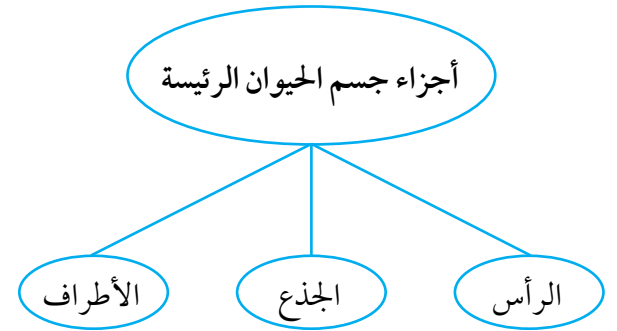 أجزاء جسم الحيوان الرئيسة
الرأس
الجذع
الأطراف